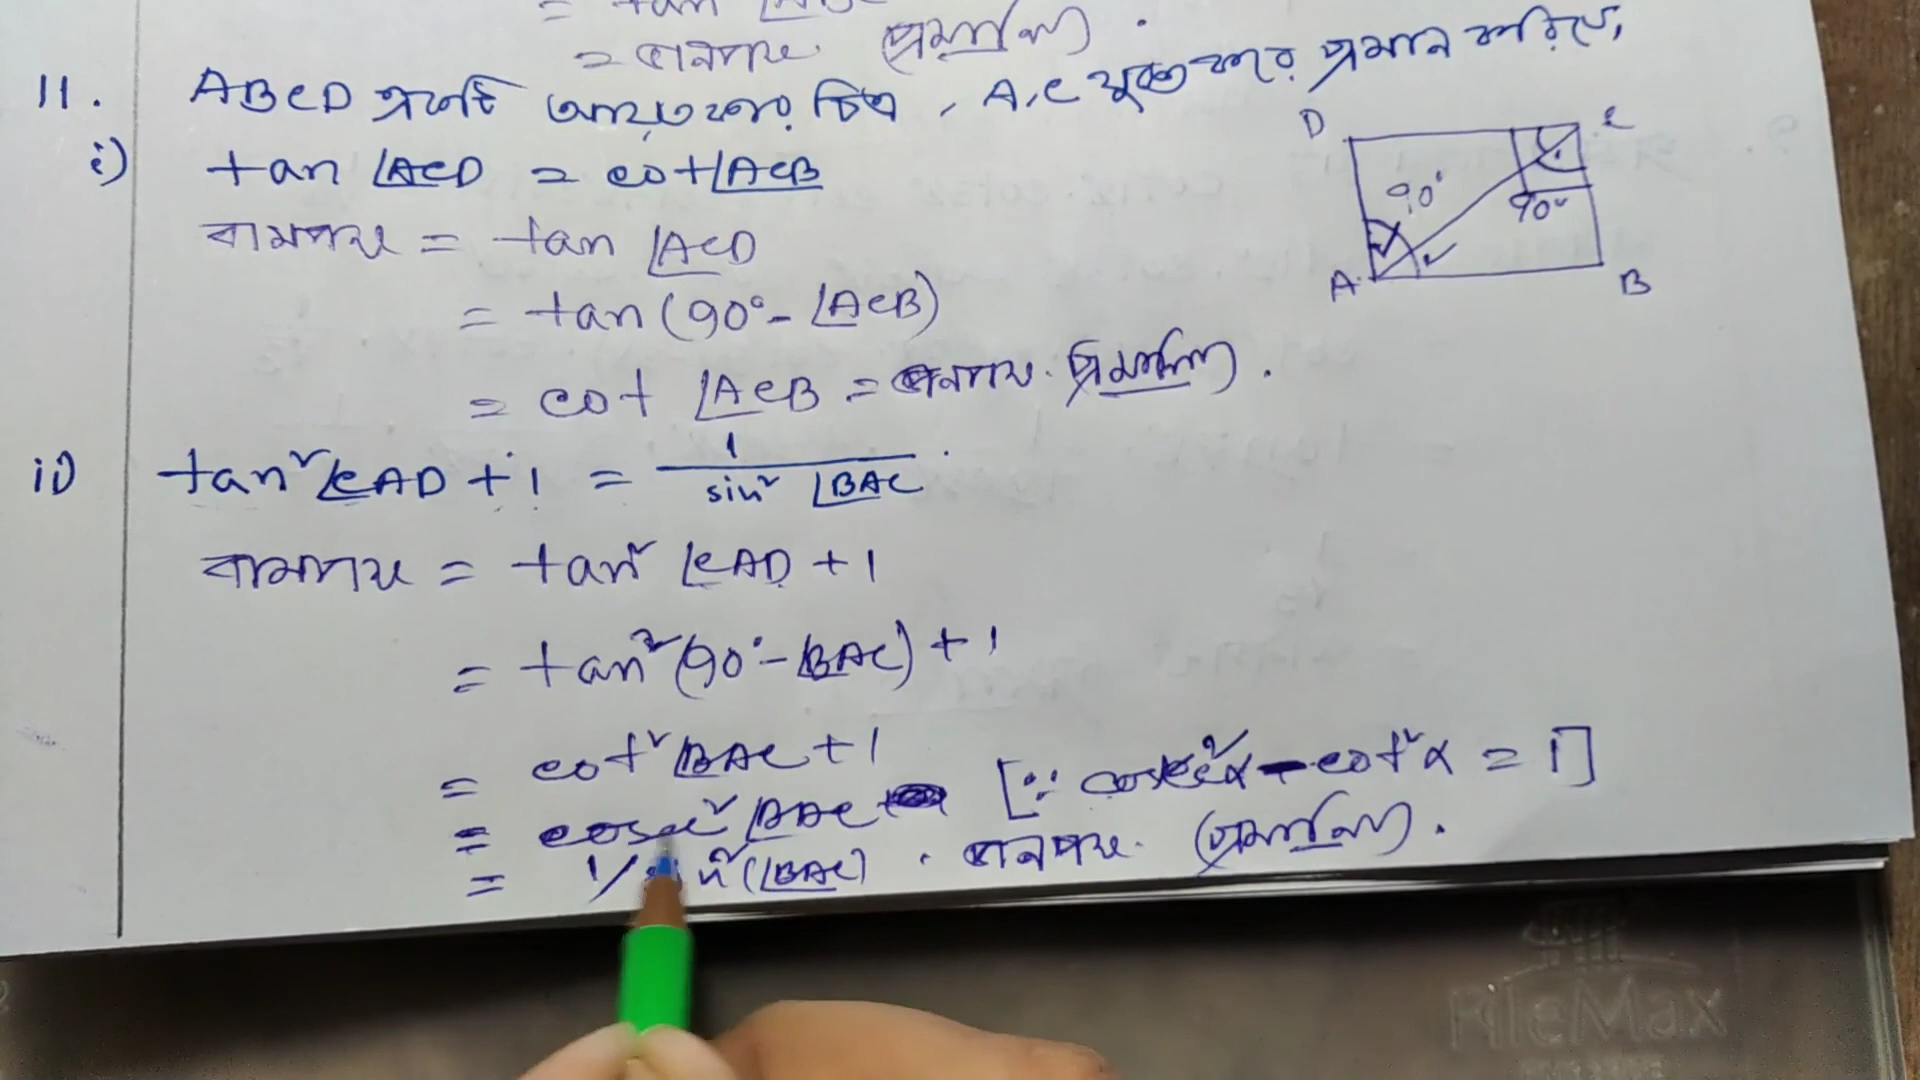 = tan
= ডানপক্ষ (প্রমাণিত).
11. ABCD একটি আয়তকার চিত্র, A,C যুক্ত করে প্রমান করিযে,
i) tan ∠ACD = cot ∠ACB
বামপক্ষ = tan ∠ACD
= tan (90° - ∠ACB)
= cot ∠ACB = ডানপক্ষ. প্রমাণিত).
D C
90°
90°
A B
ii) tan² ∠CAD + 1 = 1 / sin² ∠BAC.
বামপক্ষ = tan² ∠CAD + 1
= tan² (90° - ∠BAC) + 1
= cot² ∠BAC + 1
= cosec² ∠BAC [∵ cosec²α - cot²α = 1]
= 1/sin² (∠BAC) . ডানপক্ষ. (প্রমাণিত).
FileMax